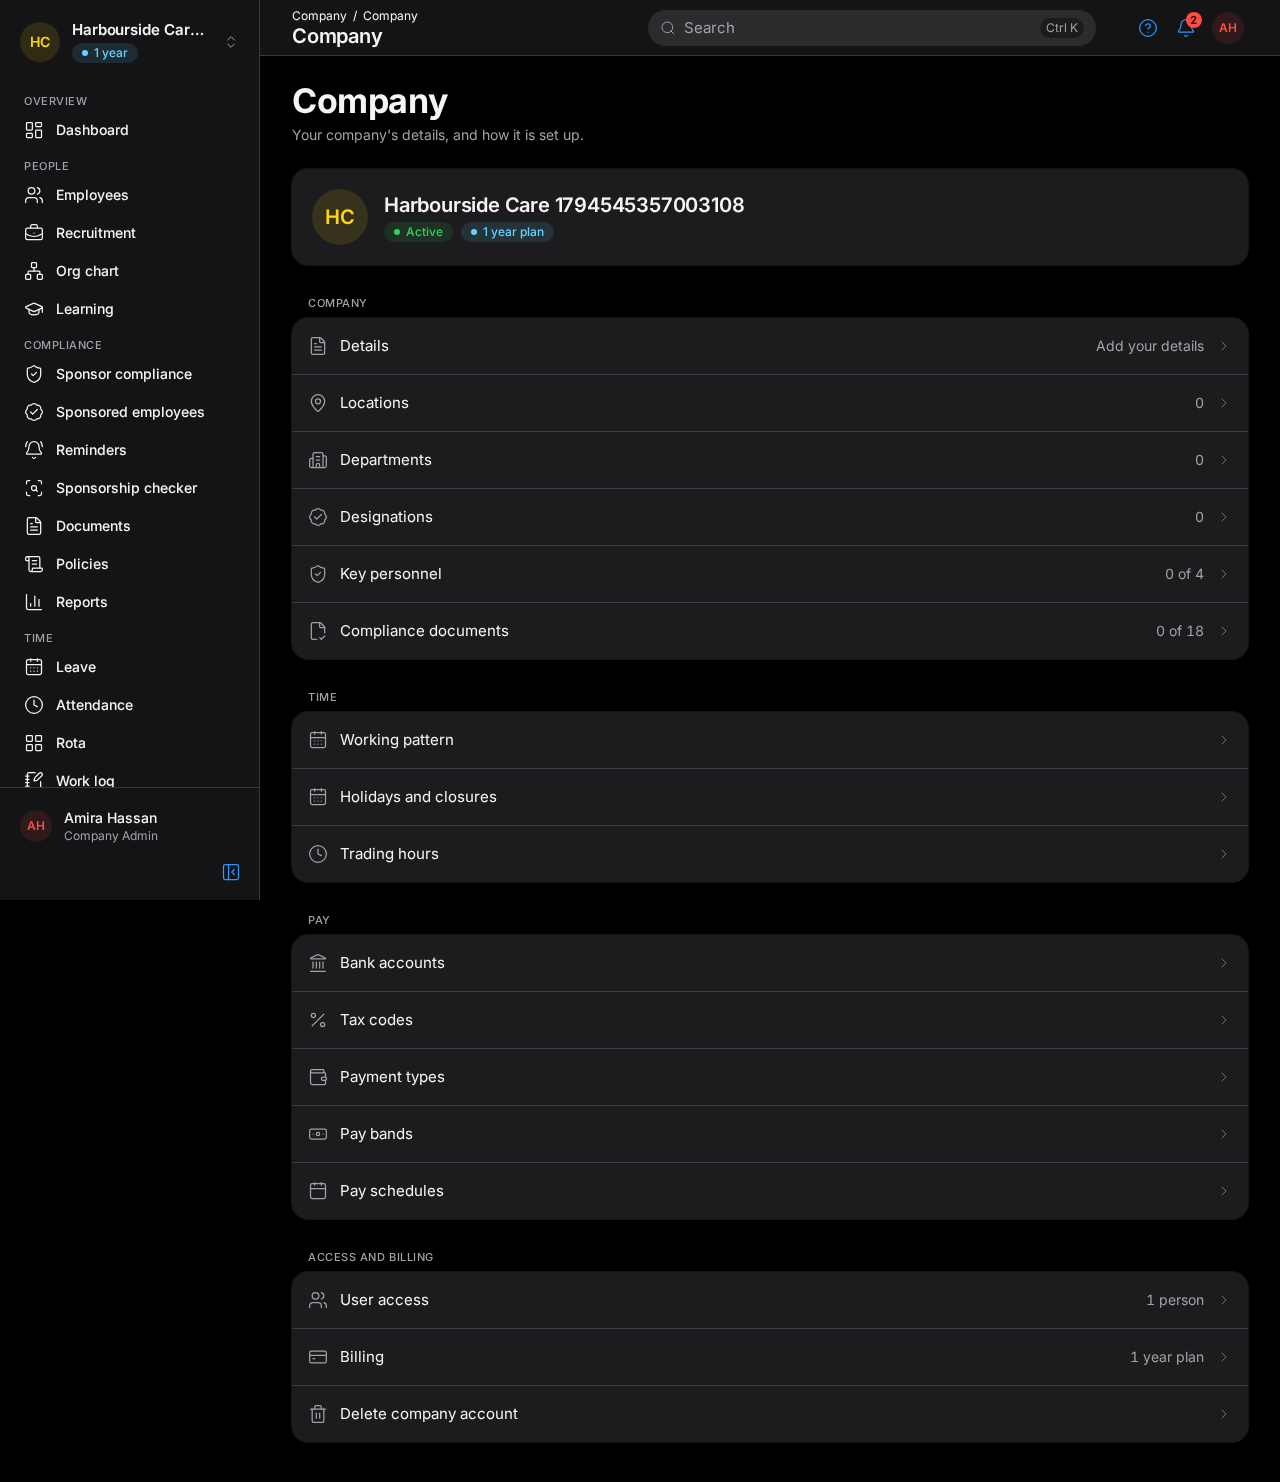 HC
Harbourside Car...
1 year
OVERVIEW
Dashboard
PEOPLE
Employees
Recruitment
Org chart
Learning
COMPLIANCE
Sponsor compliance
Sponsored employees
Reminders
Sponsorship checker
Documents
Policies
Reports
TIME
Leave
Attendance
Rota
Work log
AH
Amira Hassan
Company Admin
Company / Company
Company
Search
Ctrl K
2
AH
Company
Your company's details, and how it is set up.
HC
Harbourside Care 1794545357003108
Active
1 year plan
COMPANY
Details
Add your details
Locations
0
Departments
0
Designations
0
Key personnel
0 of 4
Compliance documents
0 of 18
TIME
Working pattern
Holidays and closures
Trading hours
PAY
Bank accounts
Tax codes
Payment types
Pay bands
Pay schedules
ACCESS AND BILLING
User access
1 person
Billing
1 year plan
Delete company account